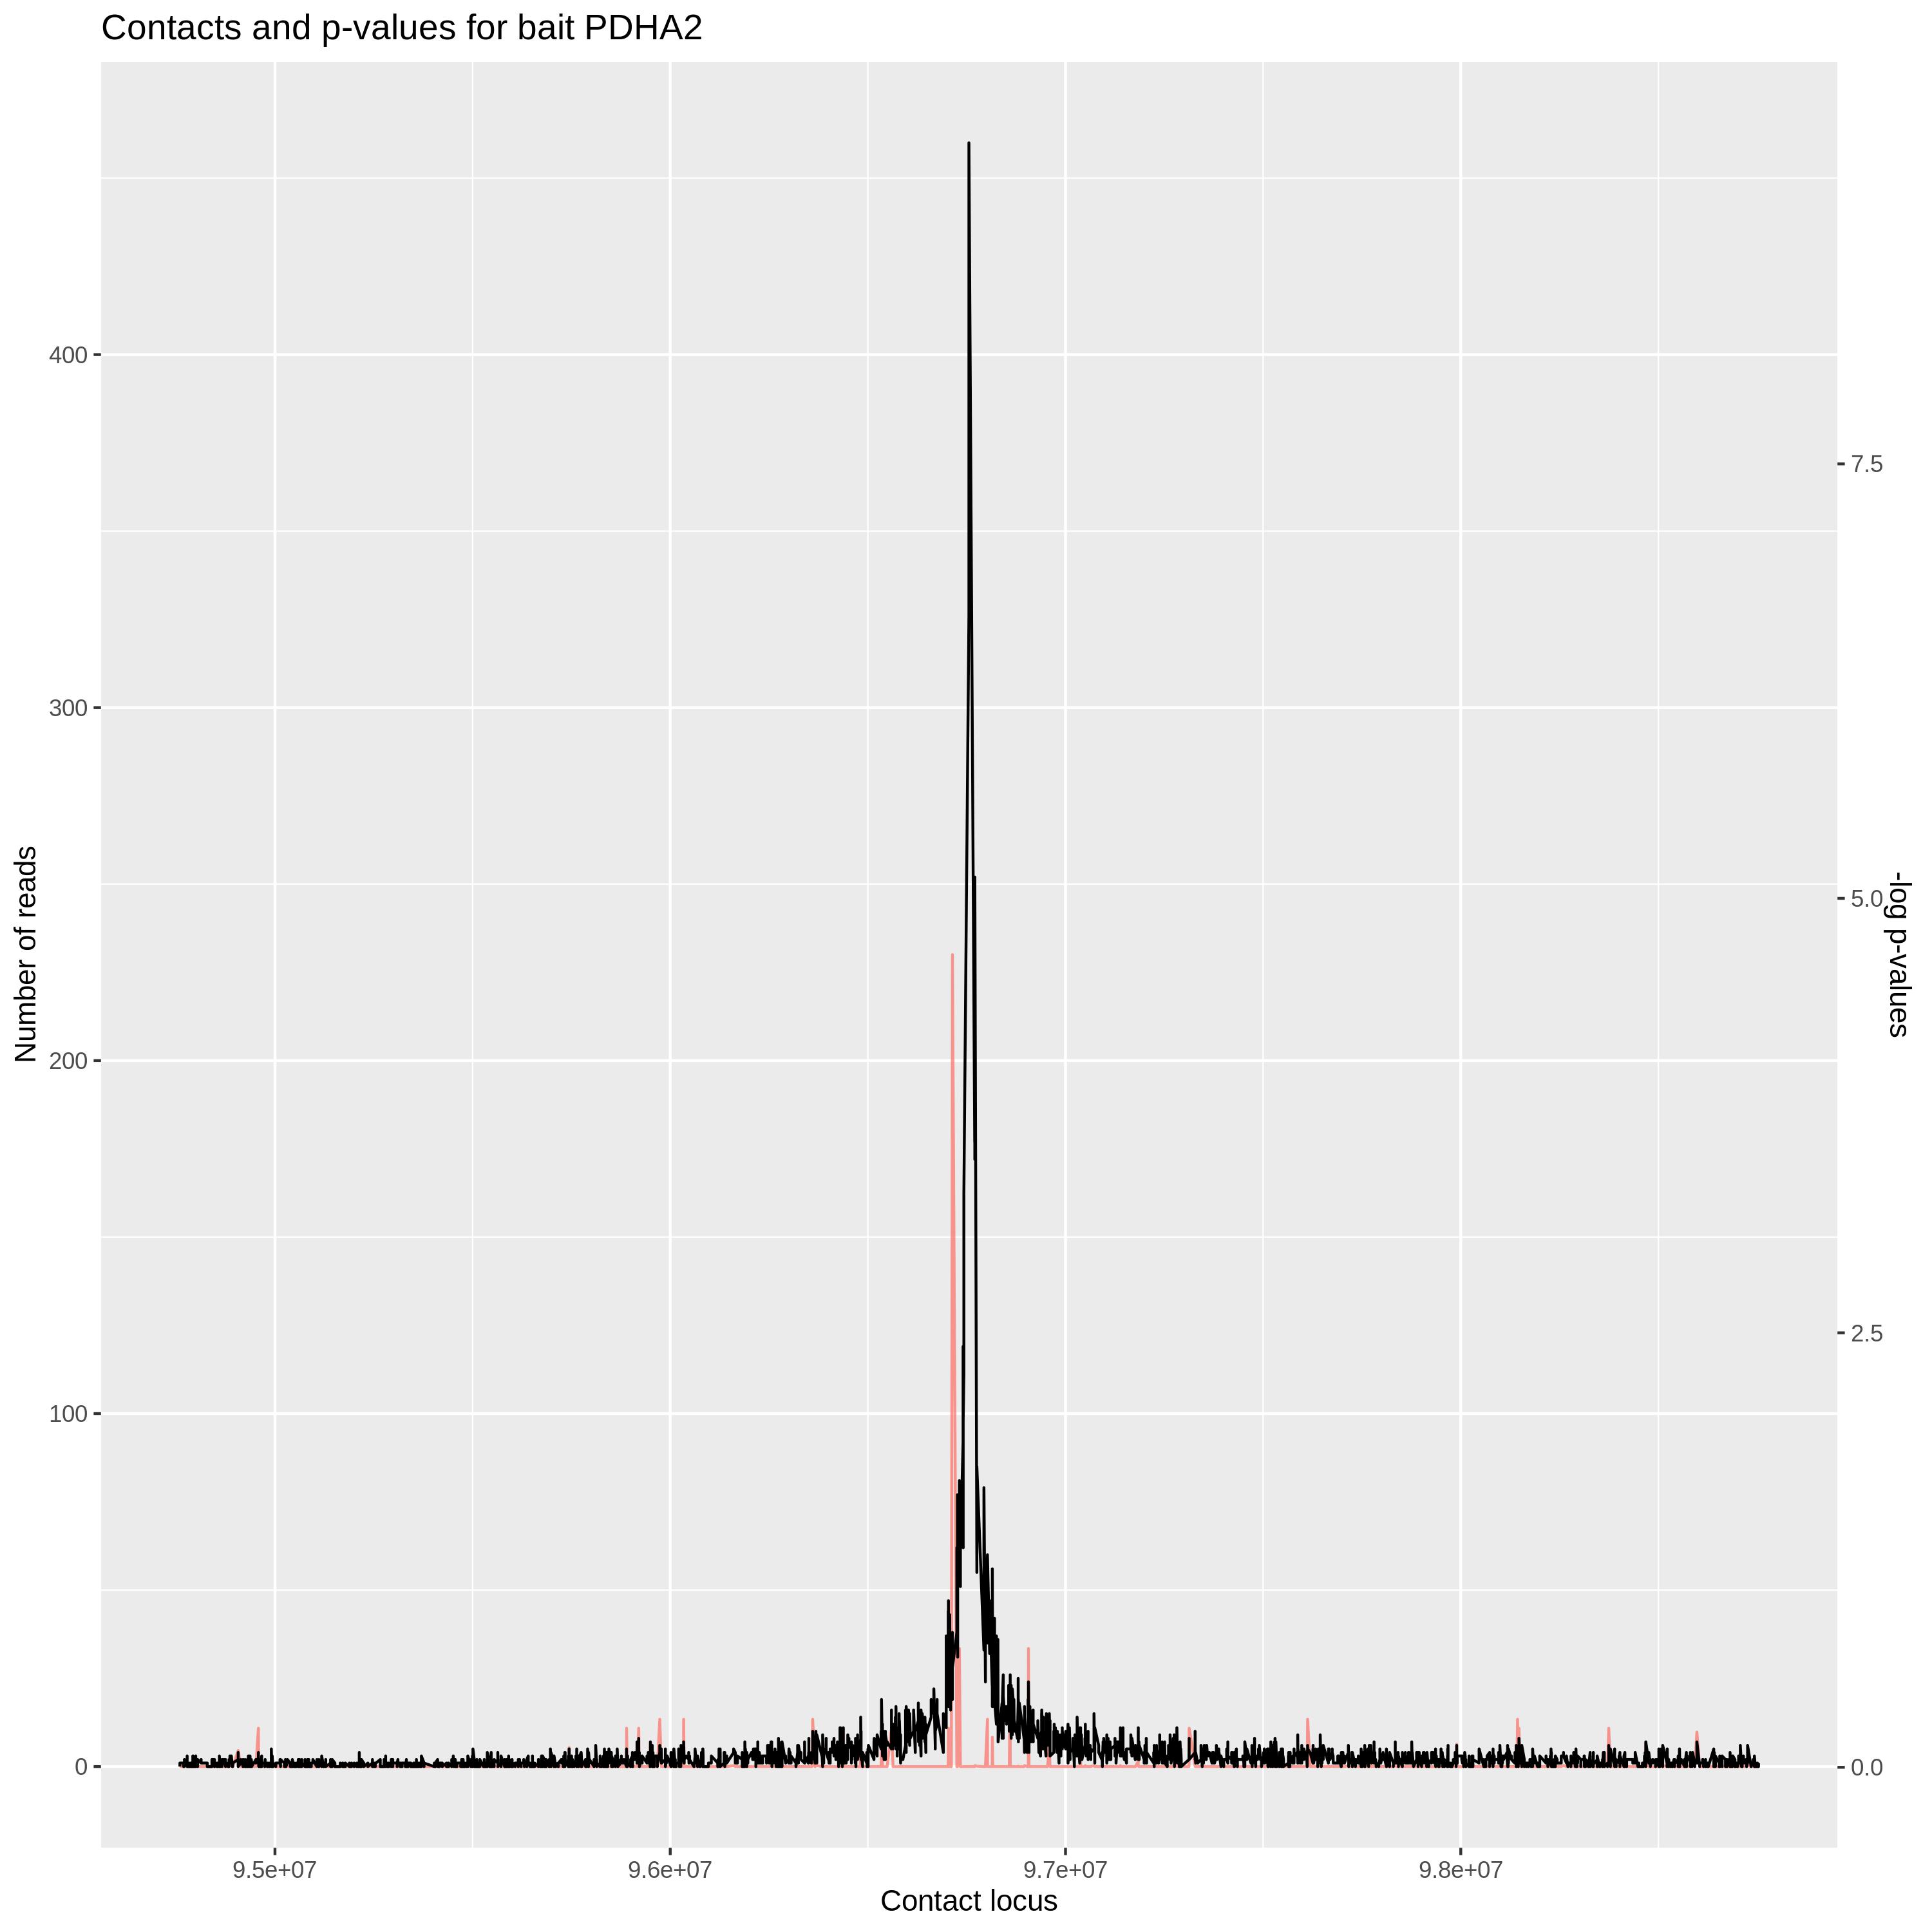 Contacts and p-values for bait PDHA2
Number of reads
400
300
200
100
0
7.5
5.0
2.5
0.0
-log p-values
9.5e+07
9.6e+07
9.7e+07
9.8e+07
Contact locus